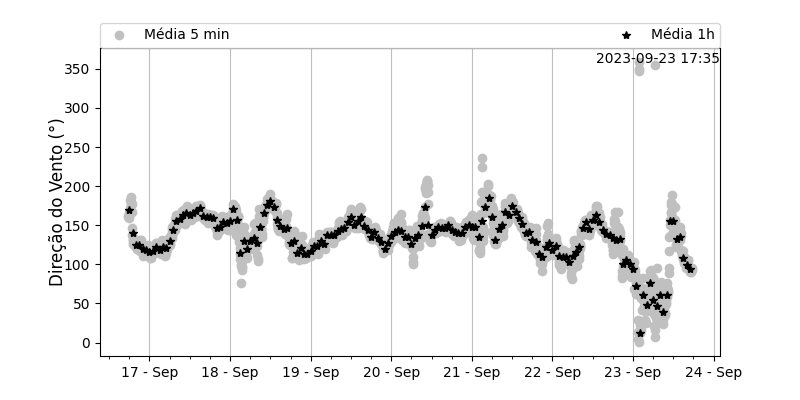 Média 5 min
Média 1h
2023-09-23 17:35
Direção do Vento (°)
350
300
250
200
150
100
50
0
17 - Sep
18 - Sep
19 - Sep
20 - Sep
21 - Sep
22 - Sep
23 - Sep
24 - Sep